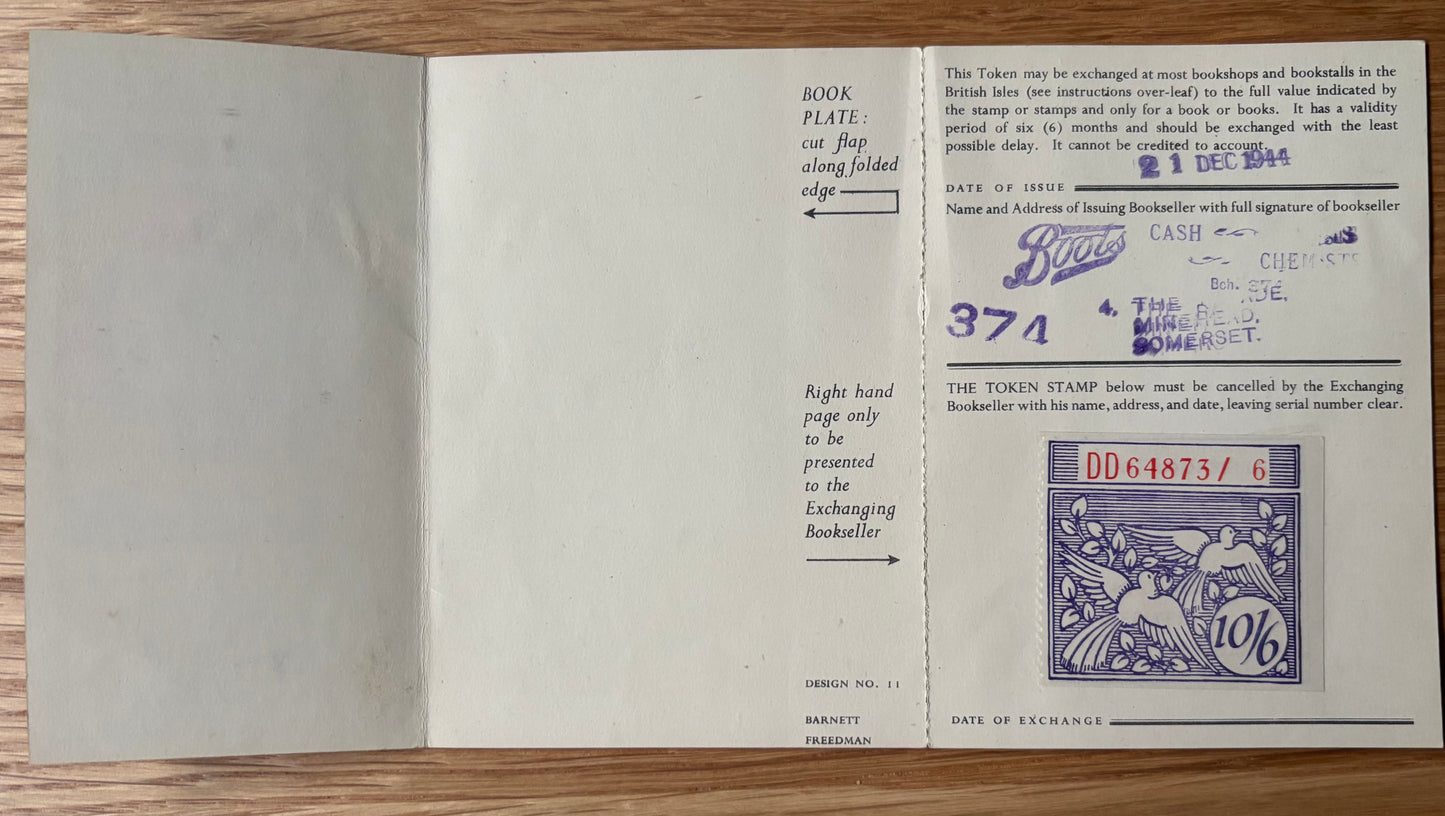 BOOK
PLATE:
cut flap
along folded
edge
Right hand
page only
to be
presented
to the
Exchanging
Bookseller
DESIGN NO. 11
BARNETT
FREEDMAN
This Token may be exchanged at most bookshops and bookstalls in the
British Isles (see instructions over-leaf) to the full value indicated by
the stamp or stamps and only for a book or books. It has a validity
period of six (6) months and should be exchanged with the least
possible delay. It cannot be credited to account.
21 DEC 1944
DATE OF ISSUE
Name and Address of Issuing Bookseller with full signature of bookseller
Boots CASH
CHEMISTS
Bch. 374
374
4, THE
MINEHEAD,
SOMERSET.
THE TOKEN STAMP below must be cancelled by the Exchanging
Bookseller with his name, address, and date, leaving serial number clear.
DD64873/ 6
10/6
DATE OF EXCHANGE